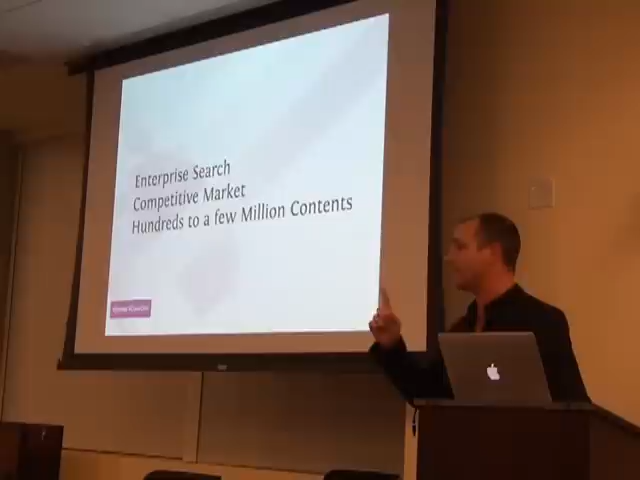 Enterprise Search
Competitive Market
Hundreds to a few Million Contents